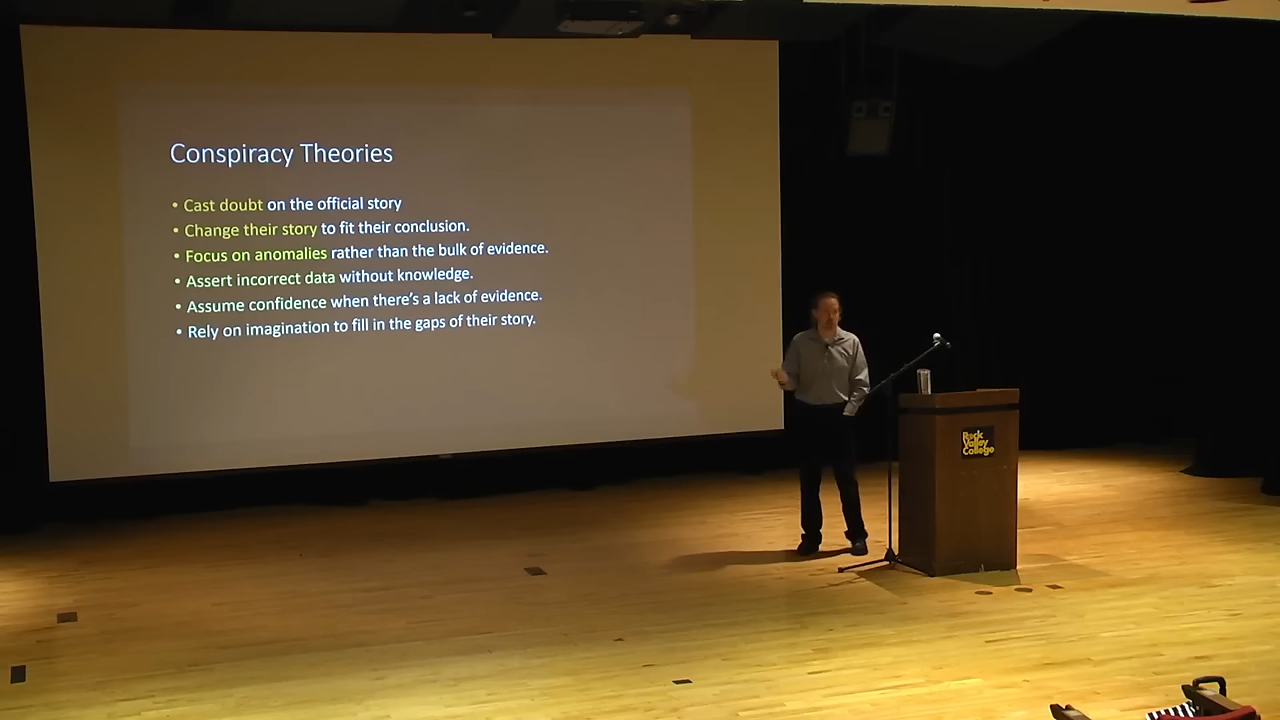 Conspiracy Theories
• Cast doubt on the official story
• Change their story to fit their conclusion.
• Focus on anomalies rather than the bulk of evidence.
• Assert incorrect data without knowledge.
• Assume confidence when there's a lack of evidence.
• Rely on imagination to fill in the gaps of their story.
Rock
Valley
College